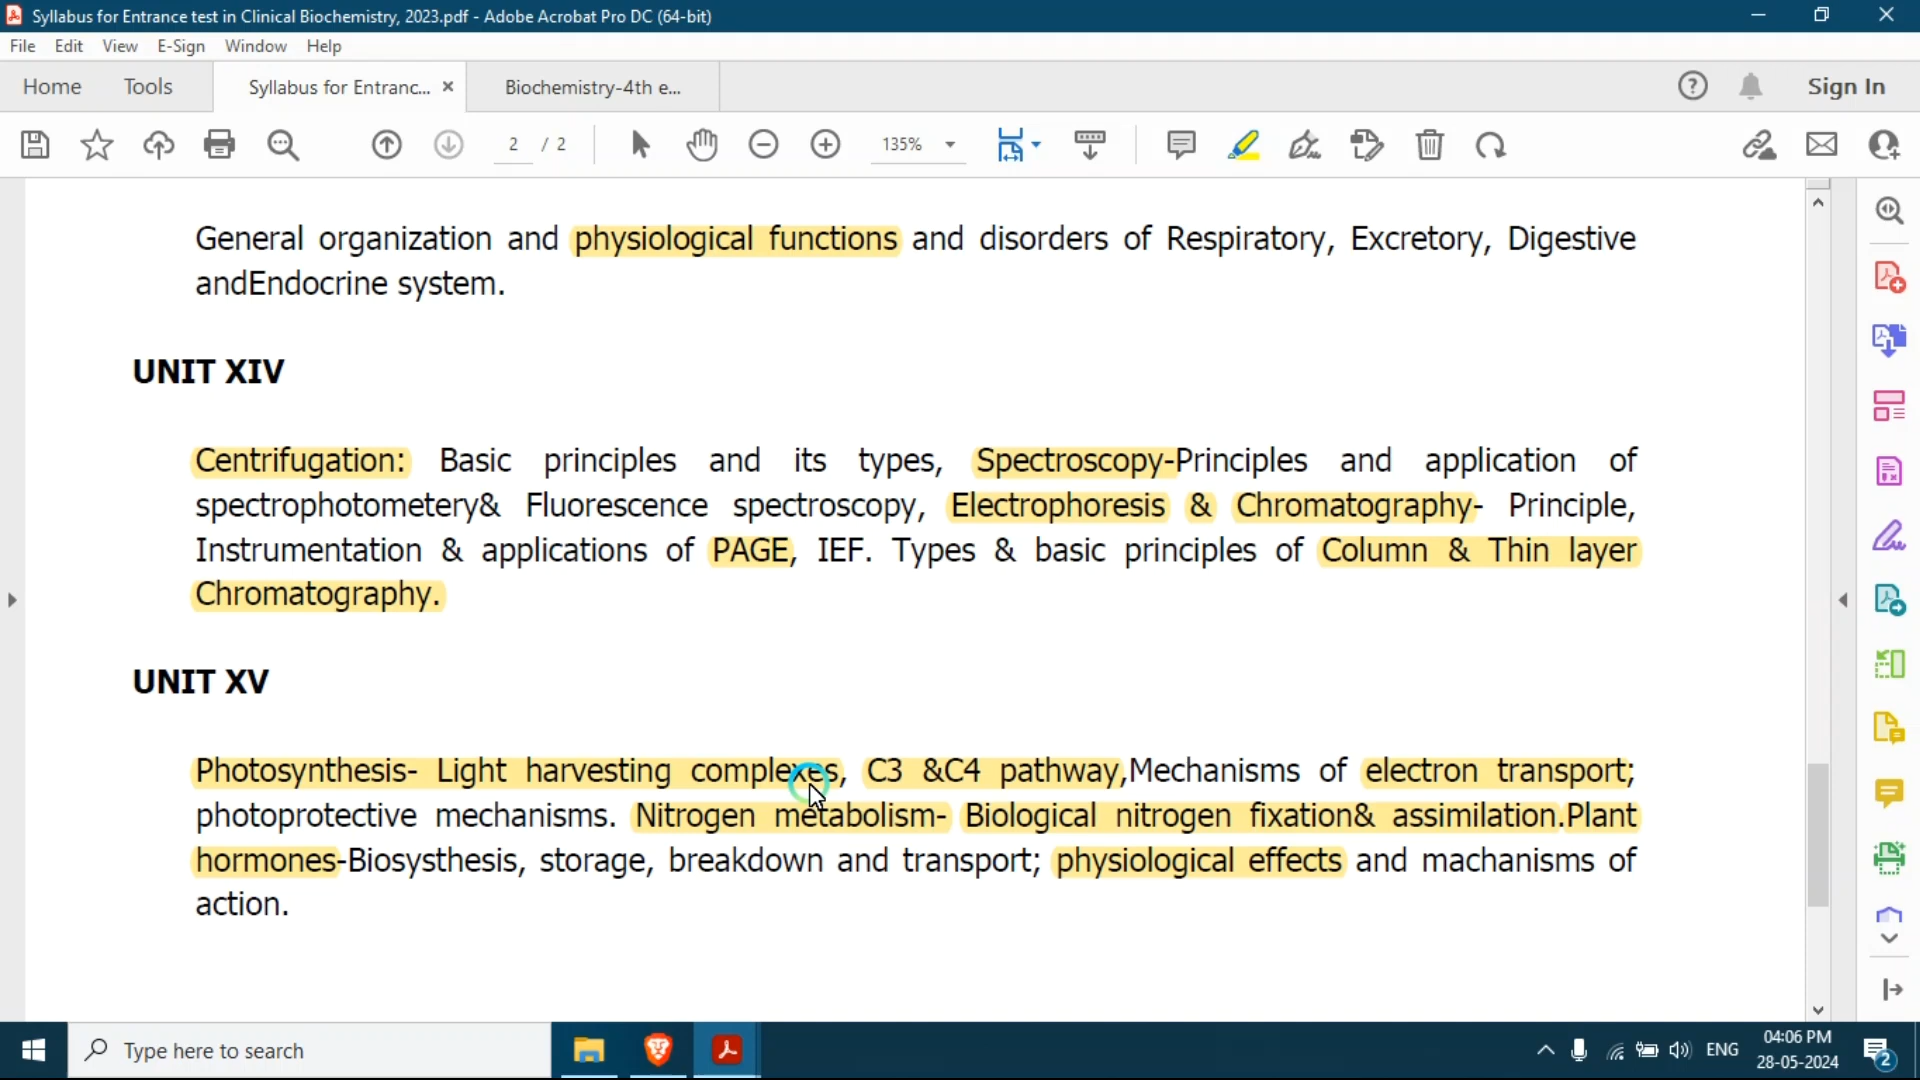 Syllabus for Entrance test in Clinical Biochemistry, 2023.pdf - Adobe Acrobat Pro DC (64-bit)
File Edit View E-Sign Window Help
Home Tools Syllabus for Entranc... × Biochemistry-4th e... Sign In
2 / 2 135%
General organization and physiological functions and disorders of Respiratory, Excretory, Digestive
andEndocrine system.
UNIT XIV
Centrifugation: Basic principles and its types, Spectroscopy-Principles and application of
spectrophotometery& Fluorescence spectroscopy, Electrophoresis & Chromatography- Principle,
Instrumentation & applications of PAGE, IEF. Types & basic principles of Column & Thin layer
Chromatography.
UNIT XV
Photosynthesis- Light harvesting complexes, C3 &C4 pathway,Mechanisms of electron transport;
photoprotective mechanisms. Nitrogen metabolism- Biological nitrogen fixation& assimilation.Plant
hormones-Biosysthesis, storage, breakdown and transport; physiological effects and machanisms of
action.
Type here to search
ENG
04:06 PM
28-05-2024
2